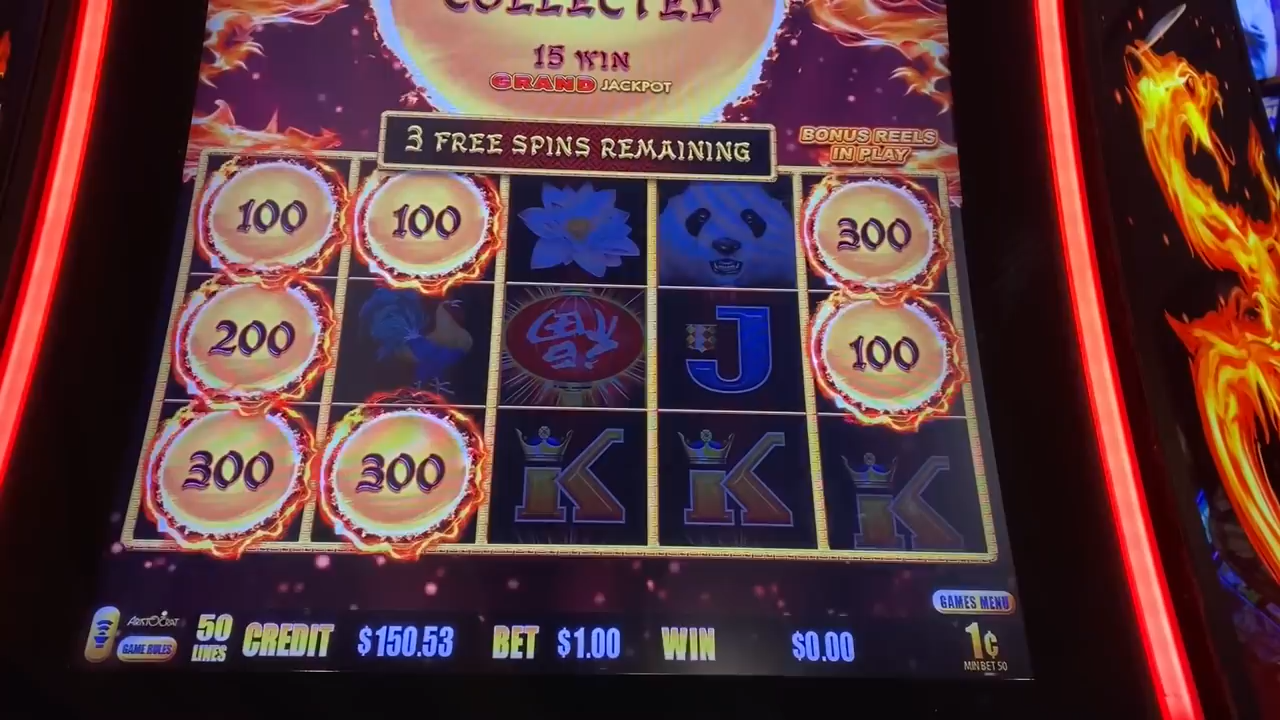 COLLECTED
15 WIN
GRAND JACKPOT
3 FREE SPINS REMAINING
BONUS REELS
IN PLAY
100
100
300
200
J
100
300
300
K
K
K
GAMES MENU
ARISTOCRAT
GAME RULES
50
LINES
CREDIT
$150.53
BET
$1.00
WIN
$0.00
1¢
MIN BET 50